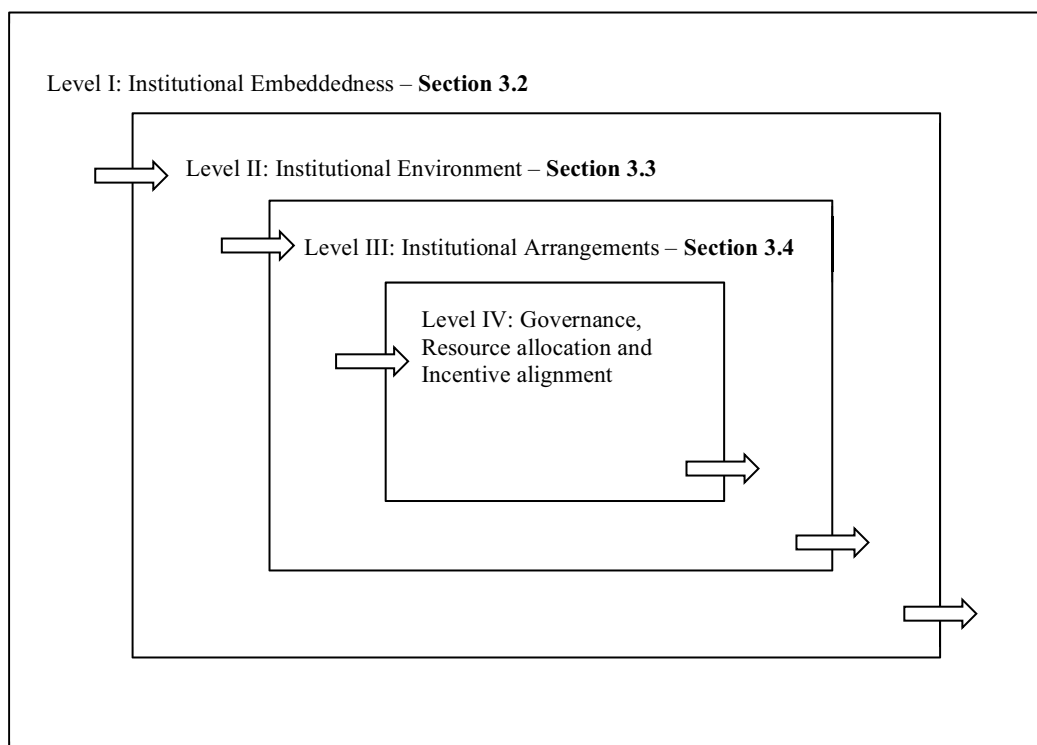 Level I: Institutional Embeddedness – Section 3.2
Level II: Institutional Environment – Section 3.3
Level III: Institutional Arrangements – Section 3.4
Level IV: Governance,
Resource allocation and
Incentive alignment